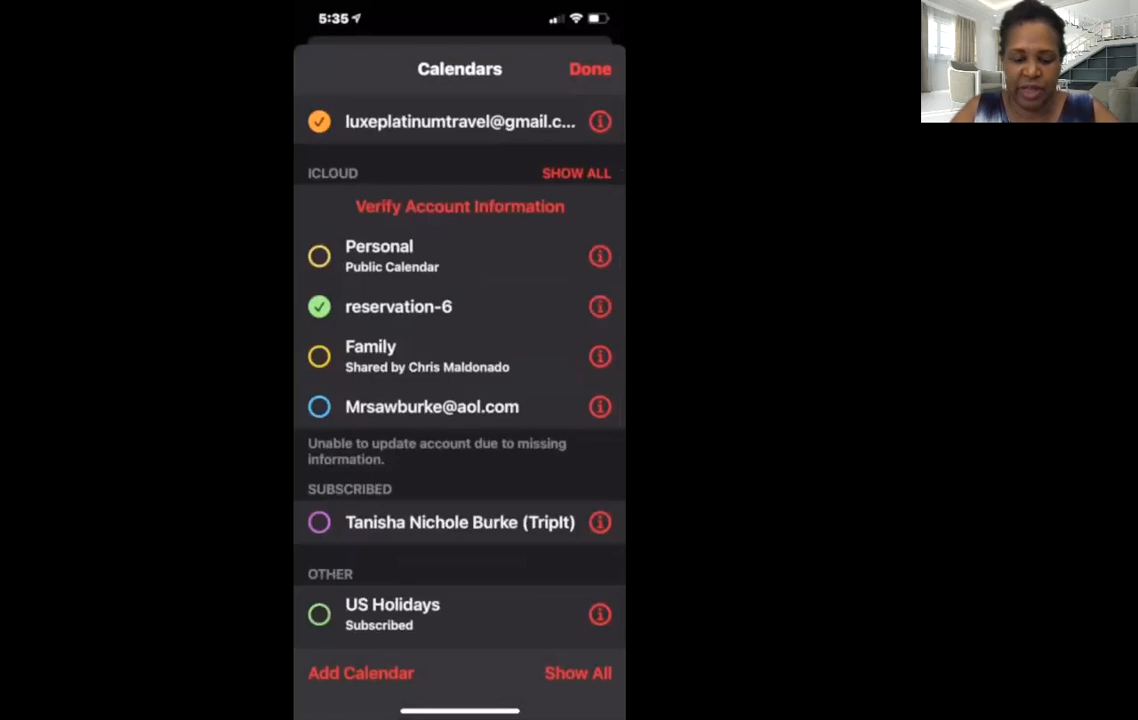 5:35
Calendars
Done
luxeplatinumtravel@gmail.c...
ICLOUD
SHOW ALL
Verify Account Information
Personal
Public Calendar
reservation-6
Family
Shared by Chris Maldonado
Mrsawburke@aol.com
Unable to update account due to missing
information.
SUBSCRIBED
Tanisha Nichole Burke (TripIt)
OTHER
US Holidays
Subscribed
Add Calendar
Show All